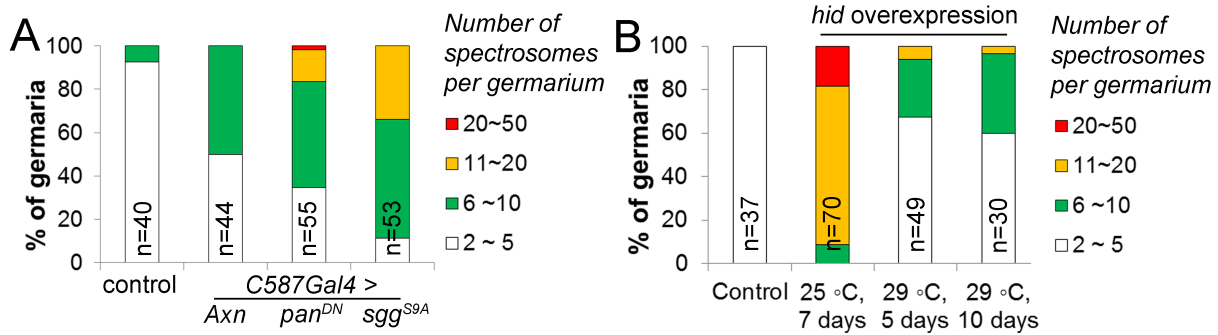 A
% of germaria
100
80
60
40
20
0
n=40
n=44
n=55
n=53
control
C587Gal4 >
Axn
pan^DN
sgg^S9A
Number of
spectrosomes
per germarium
20~50
11~20
6 ~10
2 ~ 5
B
hid overexpression
% of germaria
100
80
60
40
20
0
n=37
n=70
n=49
n=30
Control
25 ◦C,
7 days
29 ◦C,
5 days
29 ◦C,
10 days
Number of
spectrosomes
per germarium
20~50
11~20
6 ~10
2 ~ 5